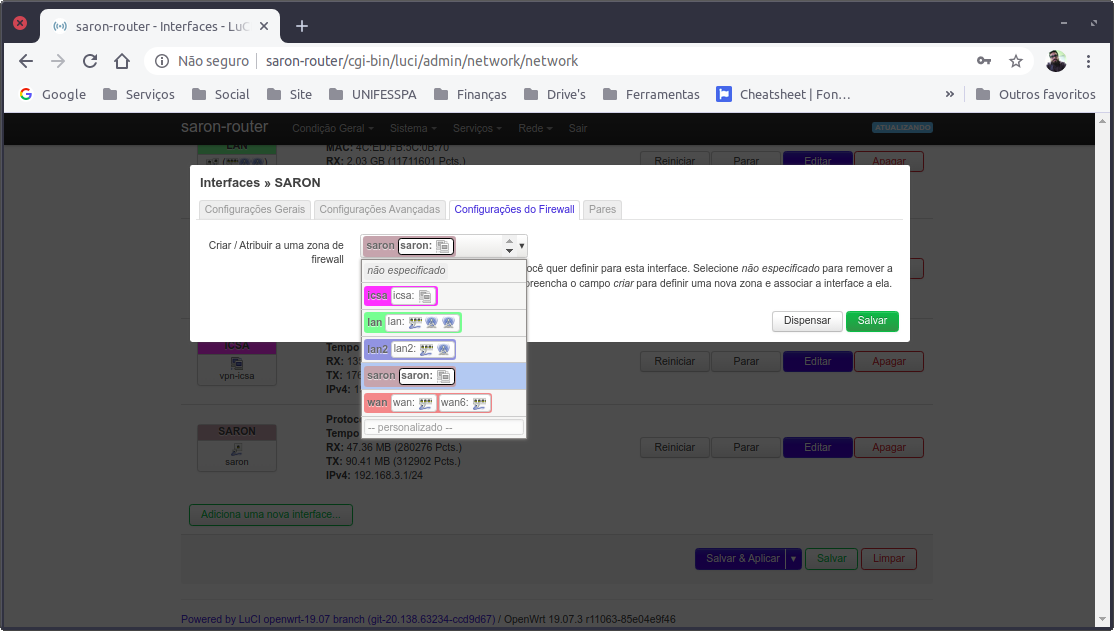 saron-router - Interfaces - LuC
Não seguro
saron-router/cgi-bin/luci/admin/network/network
Google
Serviços
Social
Site
UNIFESSPA
Finanças
Drive's
Ferramentas
Cheatsheet | Fon…
»
Outros favoritos
saron-router
Condição Geral
Sistema
Serviços
Rede
Sair
ATUALIZANDO
LAN
MAC: 4C:ED:FB:5C:0B:70
RX: 2.03 GB (11711601 Pcts.)
Reiniciar
Parar
Editar
Apagar
Interfaces » SARON
Configurações Gerais
Configurações Avançadas
Configurações do Firewall
Pares
Criar / Atribuir a uma zona de
firewall
saron saron:
não especificado
icsa icsa:
lan lan:
lan2 lan2:
saron saron:
wan wan: wan6:
-- personalizado --
ocê quer definir para esta interface. Selecione não especificado para remover a
reencha o campo criar para definir uma nova zona e associar a interface a ela.
Dispensar
Salvar
ICSA
vpn-icsa
Tempo
RX: 13
TX: 176
IPv4: 1
Reiniciar
Parar
Editar
Apagar
SARON
saron
Protoc
Tempo
RX: 47.36 MB (280276 Pcts.)
TX: 90.41 MB (312902 Pcts.)
IPv4: 192.168.3.1/24
Reiniciar
Parar
Editar
Apagar
Adiciona uma nova interface...
Salvar & Aplicar
Salvar
Limpar
Powered by LuCI openwrt-19.07 branch (git-20.138.63234-ccd9d67) / OpenWrt 19.07.3 r11063-85e04e9f46